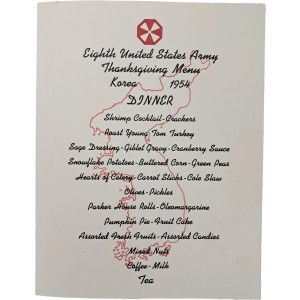 Eighth United States Army
Thanksgiving Menu
Korea 1954
DINNER
Shrimp Cocktail-Crackers
Roast Young Tom Turkey
Sage Dressing-Giblet Gravy-Cranberry Sauce
Snowflake Potatoes-Buttered Corn-Green Peas
Hearts of Celery-Carrot Sticks-Cole Slaw
Olives-Pickles
Parker House Rolls-Oleomargarine
Pumpkin Pie-Fruit Cake
Assorted Fresh Fruits-Assorted Candies
Mixed Nuts
Coffee-Milk
Tea